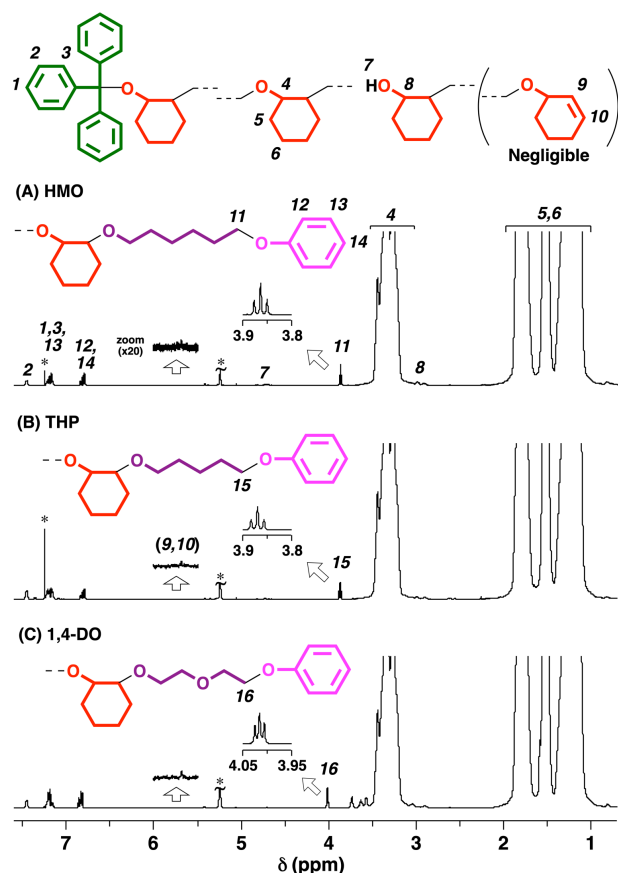 2 3 7
1 O 4 O HO 8 O 9
5 10
6 Negligible
(A) HMO
O O 11 12 13 4 5,6
O 14
1,3, 12, zoom 3.9 3.8 11
13 14 (x20)
2 * * 7 8
(B) THP
O O O
15
(9,10) 3.9 3.8 15
* *
(C) 1,4-DO
O O O O
16
4.05 3.95 16
*
7 6 5 4 3 2 1
δ (ppm)